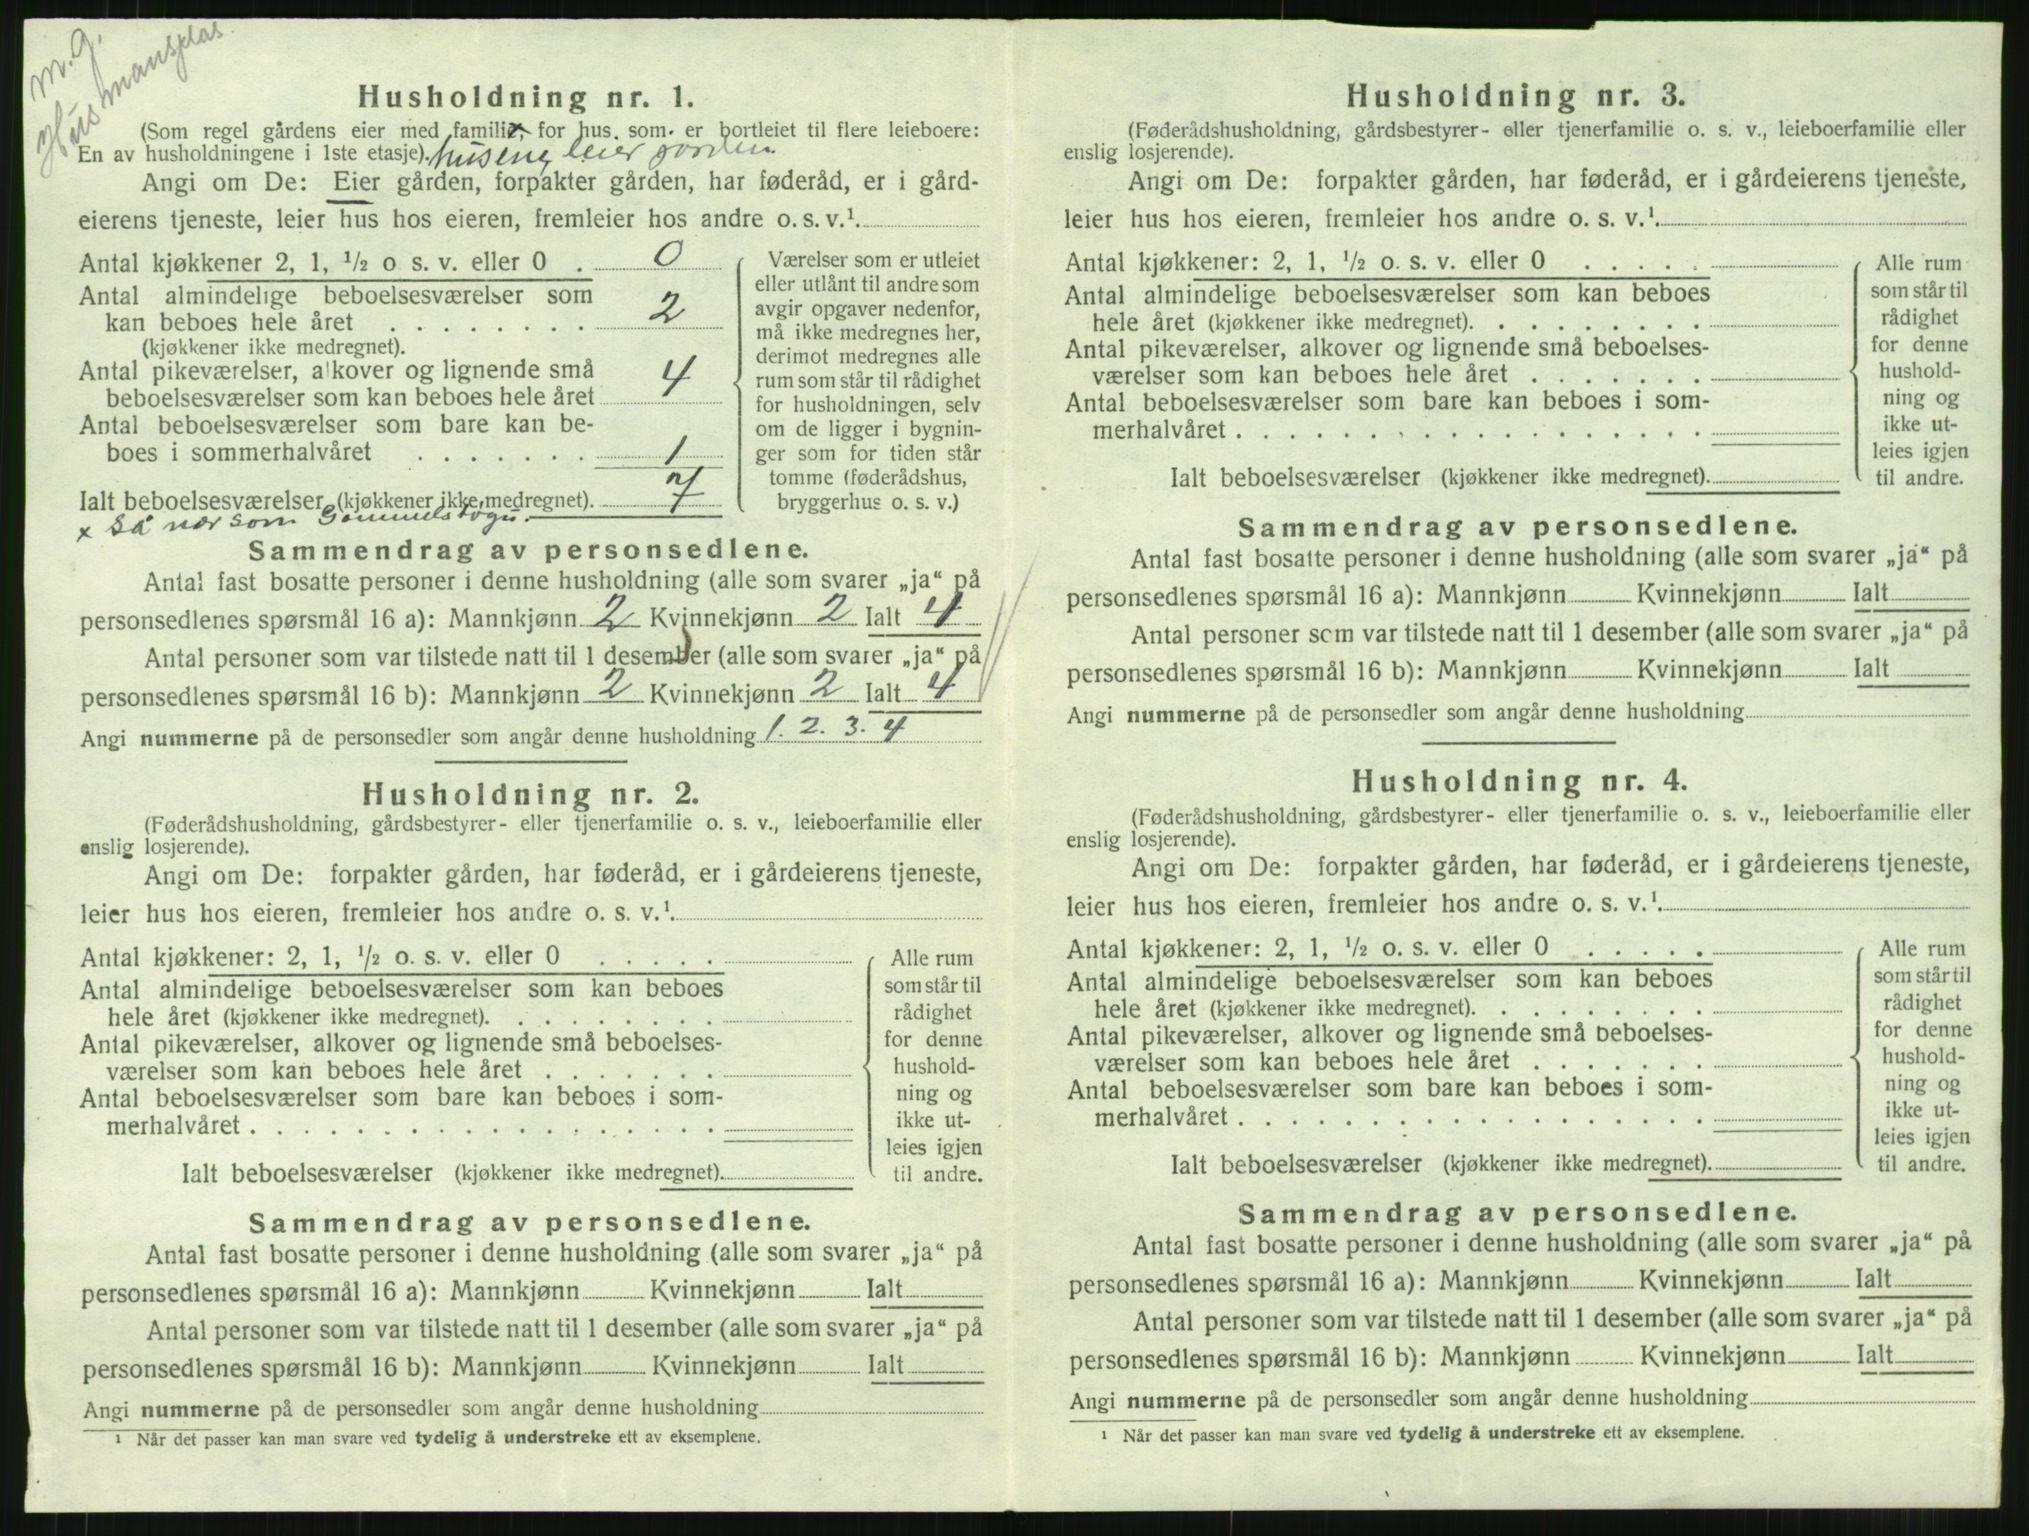 m.g.
Husmansplas
Husholdning nr. 1.
(Som regel gårdens eier med familie, for hus, som er bortleiet til flere leieboere:
En av husholdningene i 1ste etasje). leier jorden
Angi om De: Eier gården, forpakter gården, har føderåd, er i gård-
eierens tjeneste, leier hus hos eieren, fremleier hos andre o. s. v.¹.
Antal kjøkkener 2, 1, ½ o s. v. eller 0 . 0
Antal almindelige beboelsesværelser som
kan beboes hele året . . . . . . . . 2
(kjøkkener ikke medregnet).
Antal pikeværelser, alkover og lignende små
beboelsesværelser som kan beboes hele året 4
Antal beboelsesværelser som bare kan be-
boes i sommerhalvåret . . . . . . . 1
Ialt beboelsesværelser (kjøkkener ikke medregnet). 7
Værelser som er utleiet
eller utlånt til andre som
avgir opgaver nedenfor,
må ikke medregnes her,
derimot medregnes alle
rum som står til rådighet
for husholdningen, selv
om de ligger i bygnin-
ger som for tiden står
tomme (føderådshus,
bryggerhus o. s. v.)
x Så nær som
Sammendrag av personsedlene.
Antal fast bosatte personer i denne husholdning (alle som svarer „ja“ på
personsedlenes spørsmål 16 a): Mannkjønn 2 Kvinnekjønn 2 Ialt 4
Antal personer som var tilstede natt til 1 desember (alle som svarer „ja“ på
personsedlenes spørsmål 16 b): Mannkjønn 2 Kvinnekjønn 2 Ialt 4
Angi nummerne på de personsedler som angår denne husholdning 1. 2. 3. 4
Husholdning nr. 2.
(Føderådshusholdning, gårdsbestyrer- eller tjenerfamilie o. s. v., leieboerfamilie eller
enslig losjerende).
Angi om De: forpakter gården, har føderåd, er i gårdeierens tjeneste,
leier hus hos eieren, fremleier hos andre o. s. v.¹.
Antal kjøkkener: 2, 1, ½ o. s. v. eller 0 . . . . .
Antal almindelige beboelsesværelser som kan beboes
hele året (kjøkkener ikke medregnet). . . . . . . . .
Antal pikeværelser, alkover og lignende små beboelses-
værelser som kan beboes hele året . . . . . . .
Antal beboelsesværelser som bare kan beboes i som-
merhalvåret . . . . . . . . . . . . . . . . . .
Ialt beboelsesværelser (kjøkkener ikke medregnet).
Alle rum
som står til
rådighet
for denne
hushold-
ning og
ikke ut-
leies igjen
til andre.
Sammendrag av personsedlene.
Antal fast bosatte personer i denne husholdning (alle som svarer „ja“ på
personsedlenes spørsmål 16 a): Mannkjønn Kvinnekjønn Ialt
Antal personer som var tilstede natt til 1 desember (alle som svarer „ja“ på
personsedlenes spørsmål 16 b): Mannkjønn Kvinnekjønn Ialt
Angi nummerne på de personsedler som angår denne husholdning
¹ Når det passer kan man svare ved tydelig å understreke ett av eksemplene.
Husholdning nr. 3.
(Føderådshusholdning, gårdsbestyrer- eller tjenerfamilie o. s. v., leieboerfamilie eller
enslig losjerende).
Angi om De: forpakter gården, har føderåd, er i gårdeierens tjeneste,
leier hus hos eieren, fremleier hos andre o. s. v.¹.
Antal kjøkkener: 2, 1, ½ o. s. v. eller 0 . . . . .
Antal almindelige beboelsesværelser som kan beboes
hele året (kjøkkener ikke medregnet). . . . . . . . .
Antal pikeværelser, alkover og lignende små beboelses-
værelser som kan beboes hele året . . . . . . .
Antal beboelsesværelser som bare kan beboes i som-
merhalvåret . . . . . . . . . . . . . . . . . .
Ialt beboelsesværelser (kjøkkener ikke medregnet).
Alle rum
som står til
rådighet
for denne
hushold-
ning og
ikke ut-
leies igjen
til andre.
Sammendrag av personsedlene.
Antal fast bosatte personer i denne husholdning (alle som svarer „ja“ på
personsedlenes spørsmål 16 a): Mannkjønn Kvinnekjønn Ialt
Antal personer som var tilstede natt til 1 desember (alle som svarer „ja“ på
personsedlenes spørsmål 16 b): Mannkjønn Kvinnekjønn Ialt
Angi nummerne på de personsedler som angår denne husholdning
Husholdning nr. 4.
(Føderådshusholdning, gårdsbestyrer- eller tjenerfamilie o. s. v., leieboerfamilie eller
enslig losjerende).
Angi om De: forpakter gården, har føderåd, er i gårdeierens tjeneste,
leier hus hos eieren, fremleier hos andre o. s. v.¹.
Antal kjøkkener: 2, 1, ½ o. s. v. eller 0 . . . . .
Antal almindelige beboelsesværelser som kan beboes
hele året (kjøkkener ikke medregnet). . . . . . . . .
Antal pikeværelser, alkover og lignende små beboelses-
værelser som kan beboes hele året . . . . . . .
Antal beboelsesværelser som bare kan beboes i som-
merhalvåret . . . . . . . . . . . . . . . . . .
Ialt beboelsesværelser (kjøkkener ikke medregnet).
Alle rum
som står til
rådighet
for denne
hushold-
ning og
ikke ut-
leies igjen
til andre.
Sammendrag av personsedlene.
Antal fast bosatte personer i denne husholdning (alle som svarer „ja“ på
personsedlenes spørsmål 16 a): Mannkjønn Kvinnekjønn Ialt
Antal personer som var tilstede natt til 1 desember (alle som svarer „ja“ på
personsedlenes spørsmål 16 b): Mannkjønn Kvinnekjønn Ialt
Angi nummerne på de personsedler som angår denne husholdning
¹ Når det passer kan man svare ved tydelig å understreke ett av eksemplene.